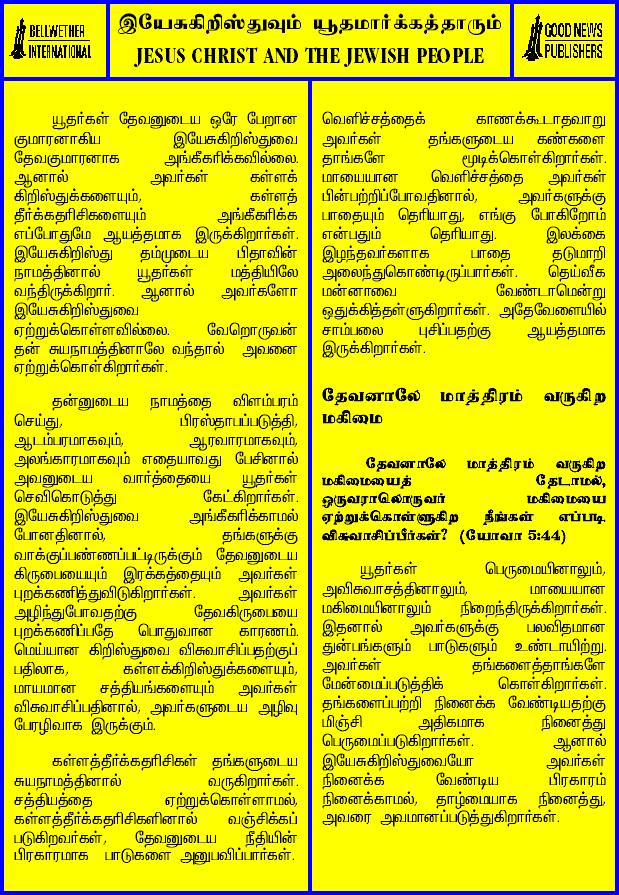 BELLWETHER
INTERNATIONAL
இயேசுகிறிஸ்துவும் யூதமார்க்கத்தாரும்
JESUS CHRIST AND THE JEWISH PEOPLE
GOOD NEWS
PUBLISHERS
யூதர்கள் தேவனுடைய ஒரே பேறான
குமாரனாகிய இயேசுகிறிஸ்துவை
தேவகுமாரனாக அங்கீகரிக்கவில்லை.
ஆனால் அவர்கள் கள்ளக்
கிறிஸ்துக்களையும், கள்ளத்
தீர்க்கதரிசிகளையும் அங்கீகரிக்க
எப்போதுமே ஆயத்தமாக இருக்கிறார்கள்.
இயேசுகிறிஸ்து தம்முடைய பிதாவின்
நாமத்தினால் யூதர்கள் மத்தியிலே
வந்திருக்கிறார். ஆனால் அவர்களோ
இயேசுகிறிஸ்துவை
ஏற்றுக்கொள்ளவில்லை. வேறொருவன்
தன் சுயநாமத்தினாலே வந்தால் அவனை
ஏற்றுக்கொள்கிறார்கள்.
தன்னுடைய நாமத்தை விளம்பரம்
செய்து, பிரஸ்தாபப்படுத்தி,
ஆடம்பரமாகவும், ஆரவாரமாகவும்,
அலங்காரமாகவும் எதையாவது பேசினால்
அவனுடைய வார்த்தையை யூதர்கள்
செவிகொடுத்து கேட்கிறார்கள்.
இயேசுகிறிஸ்துவை அங்கீகரிக்காமல்
போனதினால், தங்களுக்கு
வாக்குப்பண்ணப்பட்டிருக்கும் தேவனுடைய
கிருபையையும் இரக்கத்தையும் அவர்கள்
புறக்கணித்துவிடுகிறார்கள். அவர்கள்
அழிந்துபோவதற்கு தேவகிருபையை
புறக்கணிப்பதே பொதுவான காரணம்.
மெய்யான கிறிஸ்துவை விசுவாசிப்பதற்குப்
பதிலாக, கள்ளக்கிறிஸ்துக்களையும்,
மாயமான சத்தியங்களையும் அவர்கள்
விசுவாசிப்பதினால், அவர்களுடைய அழிவு
பேரழிவாக இருக்கும்.
கள்ளத்தீர்க்கதரிசிகள் தங்களுடைய
சுயநாமத்தினால் வருகிறார்கள்.
சத்தியத்தை ஏற்றுக்கொள்ளாமல்,
கள்ளத்தீர்க்கதரிசிகளினால் வஞ்சிக்கப்
படுகிறவர்கள், தேவனுடைய நீதியின்
பிரகாரமாக பாடுகளை அனுபவிப்பார்கள்.
வெளிச்சத்தைக் காணக்கூடாதவாறு
அவர்கள் தங்களுடைய கண்களை
தாங்களே மூடிக்கொள்கிறார்கள்.
மாயையான வெளிச்சத்தை அவர்கள்
பின்பற்றிப்போவதினால், அவர்களுக்கு
பாதையும் தெரியாது, எங்கு போகிறோம்
என்பதும் தெரியாது. இலக்கை
இழந்தவர்களாக பாதை தடுமாறி
அலைந்துகொண்டிருப்பார்கள். தெய்வீக
மன்னாவை வேண்டாமென்று
ஒதுக்கித்தள்ளுகிறார்கள். அதேவேளையில்
சாம்பலை புசிப்பதற்கு ஆயத்தமாக
இருக்கிறார்கள்.
தேவனாலே மாத்திரம் வருகிற
மகிமை
தேவனாலே மாத்திரம் வருகிற
மகிமையைத் தேடாமல்,
ஒருவராலொருவர் மகிமையை
ஏற்றுக்கொள்ளுகிற நீங்கள் எப்படி
விசுவாசிப்பீர்கள்? (யோவா 5:44)
யூதர்கள் பெருமையினாலும்,
அவிசுவாசத்தினாலும், மாயையான
மகிமையினாலும் நிறைந்திருக்கிறார்கள்.
இதனால் அவர்களுக்கு பலவிதமான
துன்பங்களும் பாடுகளும் உண்டாயிற்று.
அவர்கள் தங்களைத்தாங்களே
மேன்மைப்படுத்திக் கொள்கிறார்கள்.
தங்களைப்பற்றி நினைக்க வேண்டியதற்கு
மிஞ்சி அதிகமாக நினைத்து
பெருமைப்படுகிறார்கள். ஆனால்
இயேசுகிறிஸ்துவையோ அவர்கள்
நினைக்க வேண்டிய பிரகாரம்
நினைக்காமல், தாழ்மையாக நினைத்து,
அவரை அவமானப்படுத்துகிறார்கள்.